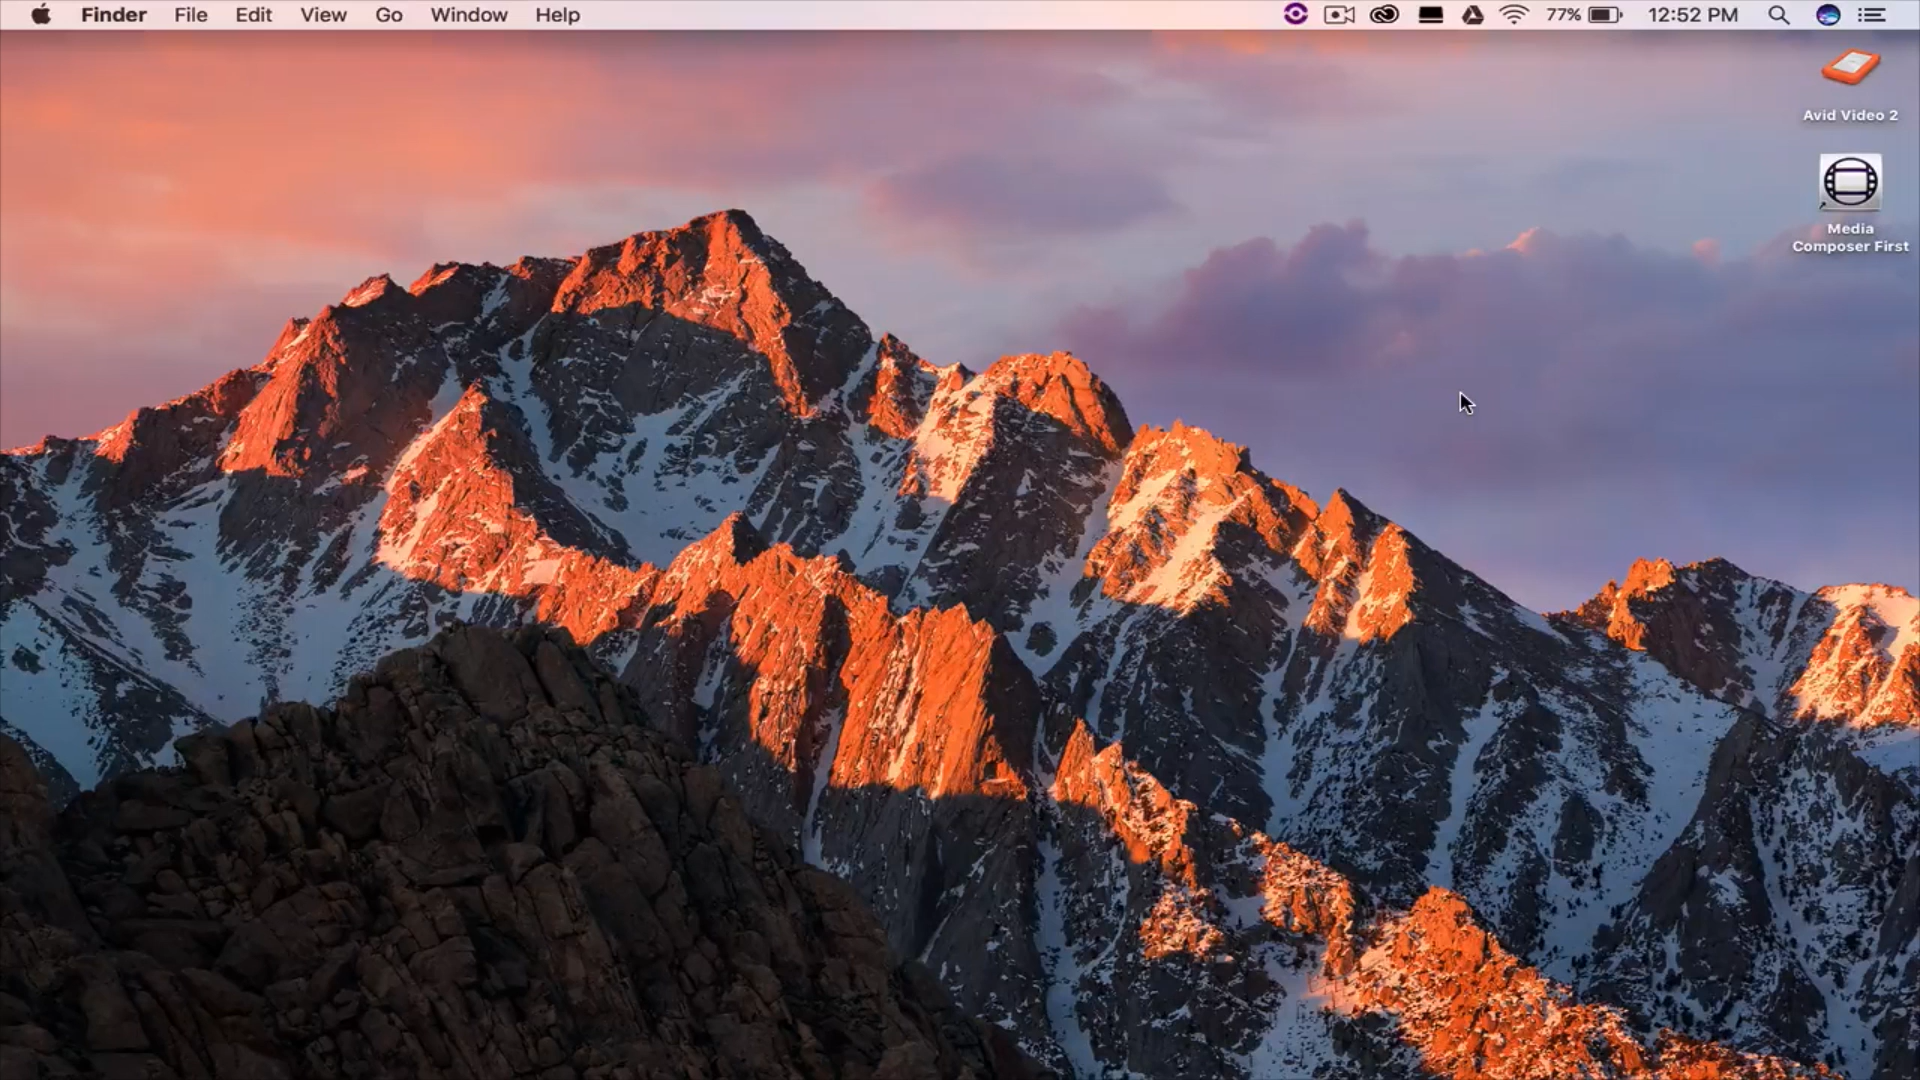 Finder File Edit View Go Window Help 77% 12:52 PM
Avid Video 2
Media
Composer First